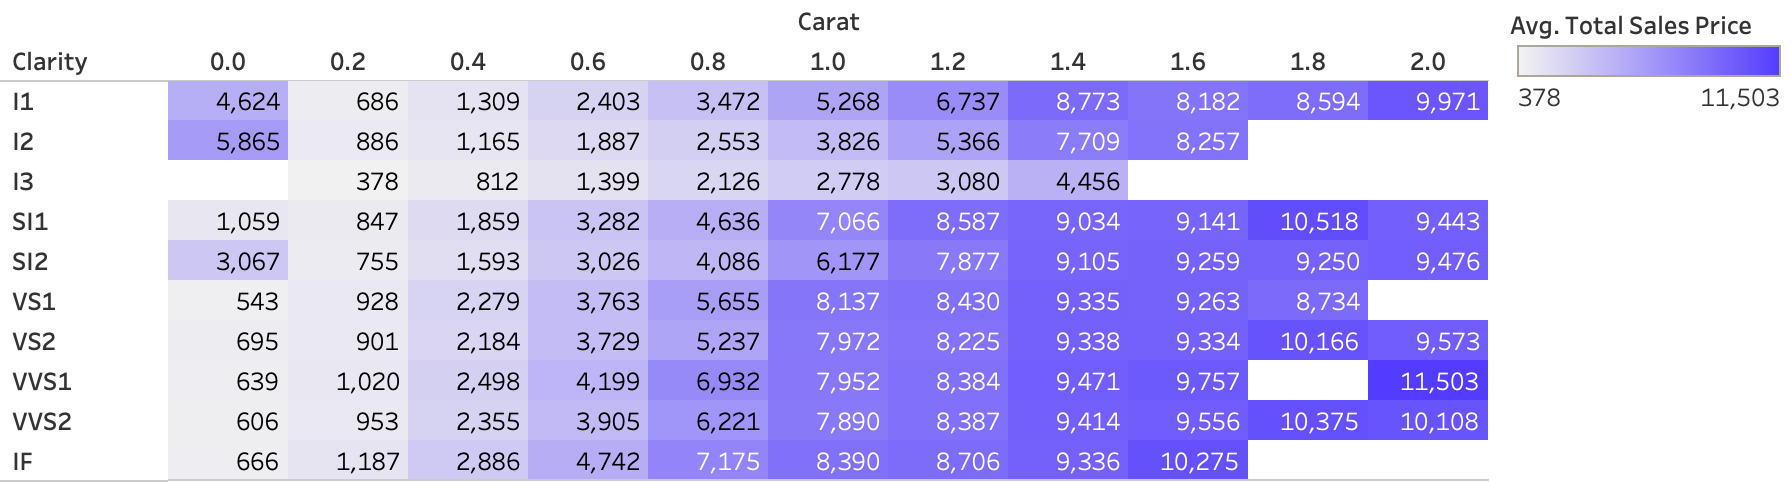 Carat
Avg. Total Sales Price
Clarity 0.0 0.2 0.4 0.6 0.8 1.0 1.2 1.4 1.6 1.8 2.0
378 11,503
I1 4,624 686 1,309 2,403 3,472 5,268 6,737 8,773 8,182 8,594 9,971
I2 5,865 886 1,165 1,887 2,553 3,826 5,366 7,709 8,257
I3 378 812 1,399 2,126 2,778 3,080 4,456
SI1 1,059 847 1,859 3,282 4,636 7,066 8,587 9,034 9,141 10,518 9,443
SI2 3,067 755 1,593 3,026 4,086 6,177 7,877 9,105 9,259 9,250 9,476
VS1 543 928 2,279 3,763 5,655 8,137 8,430 9,335 9,263 8,734
VS2 695 901 2,184 3,729 5,237 7,972 8,225 9,338 9,334 10,166 9,573
VVS1 639 1,020 2,498 4,199 6,932 7,952 8,384 9,471 9,757 11,503
VVS2 606 953 2,355 3,905 6,221 7,890 8,387 9,414 9,556 10,375 10,108
IF 666 1,187 2,886 4,742 7,175 8,390 8,706 9,336 10,275